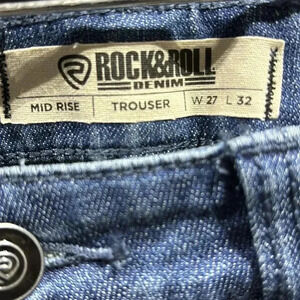 ROCK&ROLL
DENIM
MID RISE TROUSER W 27 L 32